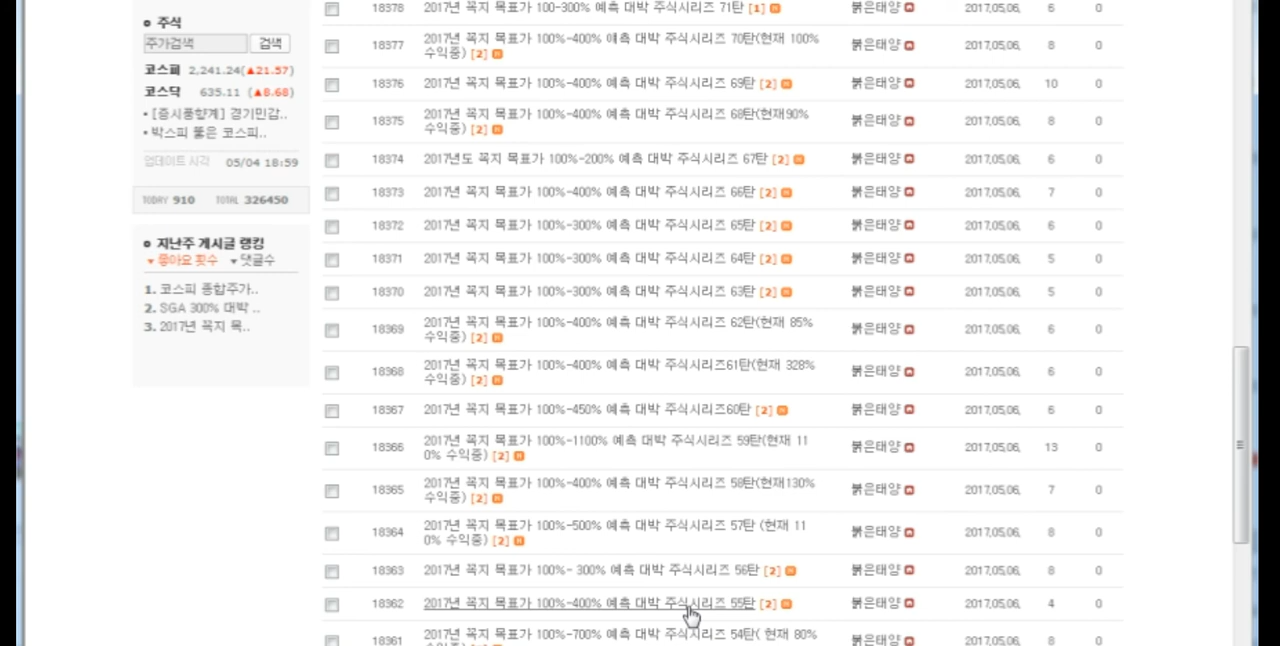 주식
주가검색 검색
코스피 2,241.24(▲21.57)
코스닥 635.11 (▲8.68)
• [증시풍향계] 경기민감..
• 박스피 뚫은 코스피..
업데이트 시각 05/04 18:59
TODAY 910 TOTAL 326450
지난주 게시글 랭킹
▼좋아요 횟수 ▼댓글수
1. 코스피 종합주가..
2. SGA 300% 대박 ..
3. 2017년 꼭지 목..
18378 2017년 꼭지 목표가 100-300% 예측 대박 주식시리즈 71탄 [1] 붉은태양 2017.05.06. 6 0
18377 2017년 꼭지 목표가 100%-400% 예측 대박 주식시리즈 70탄(현재 100% 붉은태양 2017.05.06. 8 0
수익중) [2]
18376 2017년 꼭지 목표가 100%-400% 예측 대박 주식시리즈 69탄 [2] 붉은태양 2017.05.06. 10 0
18375 2017년 꼭지 목표가 100%-400% 예측 대박 주식시리즈 68탄(현재90% 붉은태양 2017.05.06. 8 0
수익중) [2]
18374 2017년도 꼭지 목표가 100%-200% 예측 대박 주식시리즈 67탄 [2] 붉은태양 2017.05.06. 6 0
18373 2017년 꼭지 목표가 100%-400% 예측 대박 주식시리즈 66탄 [2] 붉은태양 2017.05.06. 7 0
18372 2017년 꼭지 목표가 100%-300% 예측 대박 주식시리즈 65탄 [2] 붉은태양 2017.05.06. 6 0
18371 2017년 꼭지 목표가 100%-300% 예측 대박 주식시리즈 64탄 [2] 붉은태양 2017.05.06. 5 0
18370 2017년 꼭지 목표가 100%-300% 예측 대박 주식시리즈 63탄 [2] 붉은태양 2017.05.06. 5 0
18369 2017년 꼭지 목표가 100%-400% 예측 대박 주식시리즈 62탄(현재 85% 붉은태양 2017.05.06. 6 0
수익중) [2]
18368 2017년 꼭지 목표가 100%-400% 예측 대박 주식시리즈61탄(현재 328% 붉은태양 2017.05.06. 6 0
수익중) [2]
18367 2017년 꼭지 목표가 100%-450% 예측 대박 주식시리즈60탄 [2] 붉은태양 2017.05.06. 6 0
18366 2017년 꼭지 목표가 100%-1100% 예측 대박 주식시리즈 59탄(현재 11 붉은태양 2017.05.06. 13 0
0% 수익중) [2]
18365 2017년 꼭지 목표가 100%-400% 예측 대박 주식시리즈 58탄(현재130% 붉은태양 2017.05.06. 7 0
수익중) [2]
18364 2017년 꼭지 목표가 100%-500% 예측 대박 주식시리즈 57탄 (현재 11 붉은태양 2017.05.06. 8 0
0% 수익중) [2]
18363 2017년 꼭지 목표가 100%- 300% 예측 대박 주식시리즈 56탄 [2] 붉은태양 2017.05.06. 8 0
18362 2017년 꼭지 목표가 100%-400% 예측 대박 주식시리즈 55탄 [2] 붉은태양 2017.05.06. 4 0
18361 2017년 꼭지 목표가 100%-700% 예측 대박 주식시리즈 54탄( 현재 80% 붉은태양 2017.05.06. 8 0